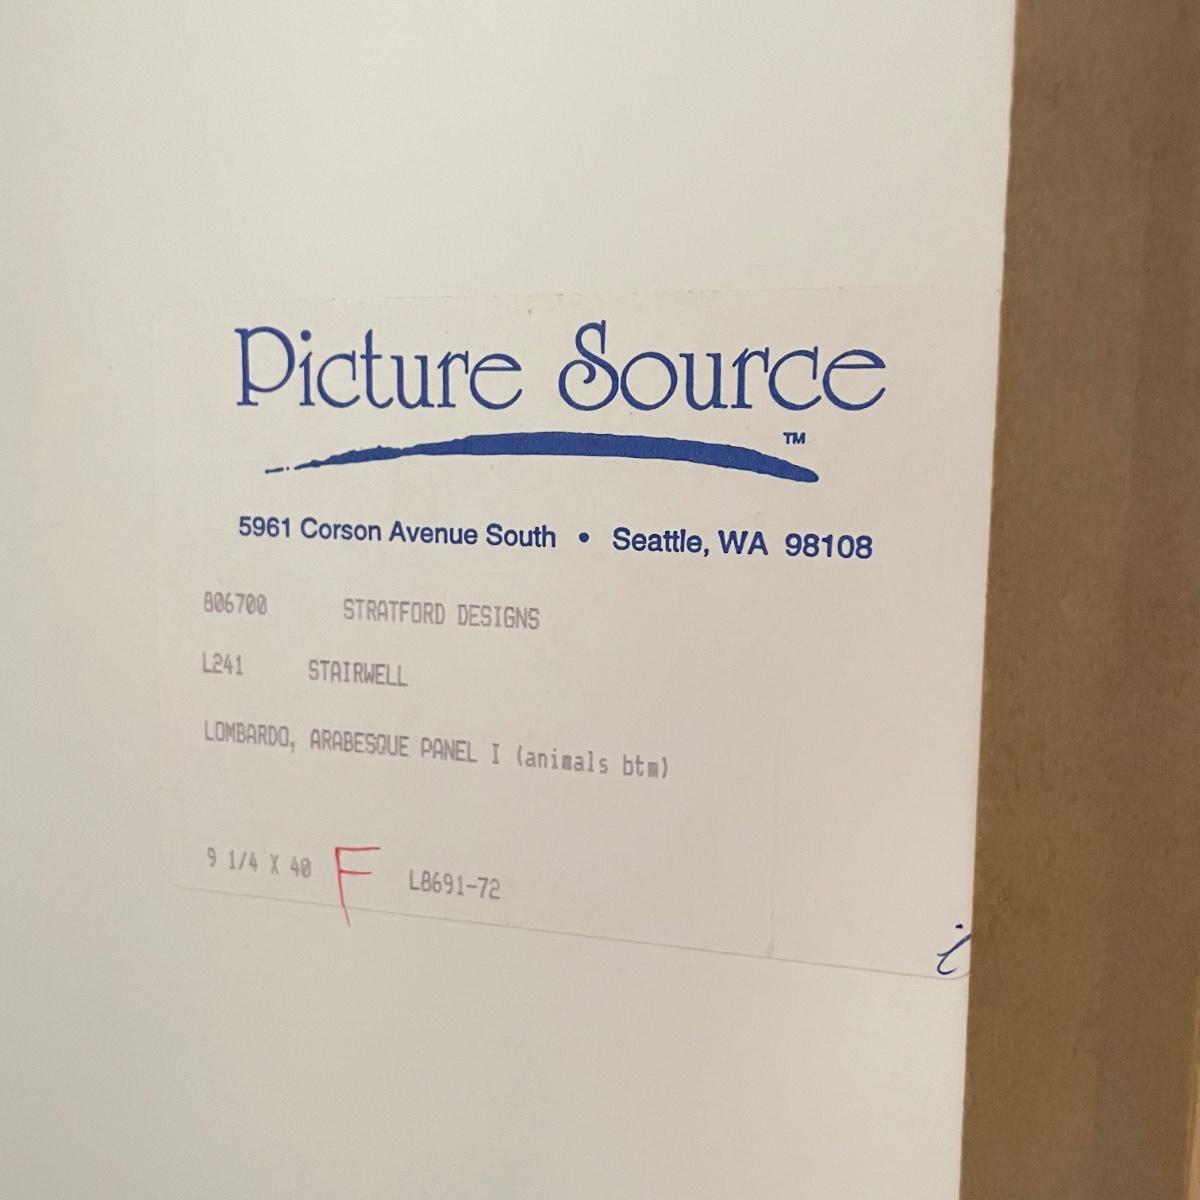 Picture Source
TM
5961 Corson Avenue South • Seattle, WA 98108
806700 STRATFORD DESIGNS
L241 STAIRWELL
LOMBARDO, ARABESQUE PANEL I (animals btm)
9 1/4 X 40 F L8691-72
i